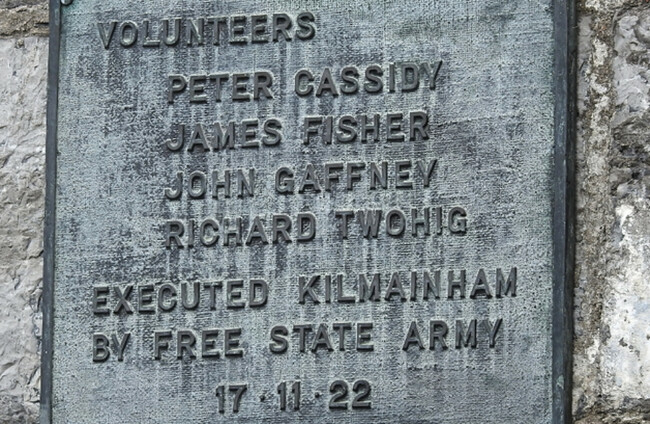 VOLUNTEERS
PETER CASSIDY
JAMES FISHER
JOHN GAFFNEY
RICHARD TWOHIG
EXECUTED KILMAINHAM
BY FREE STATE ARMY
17·11·22